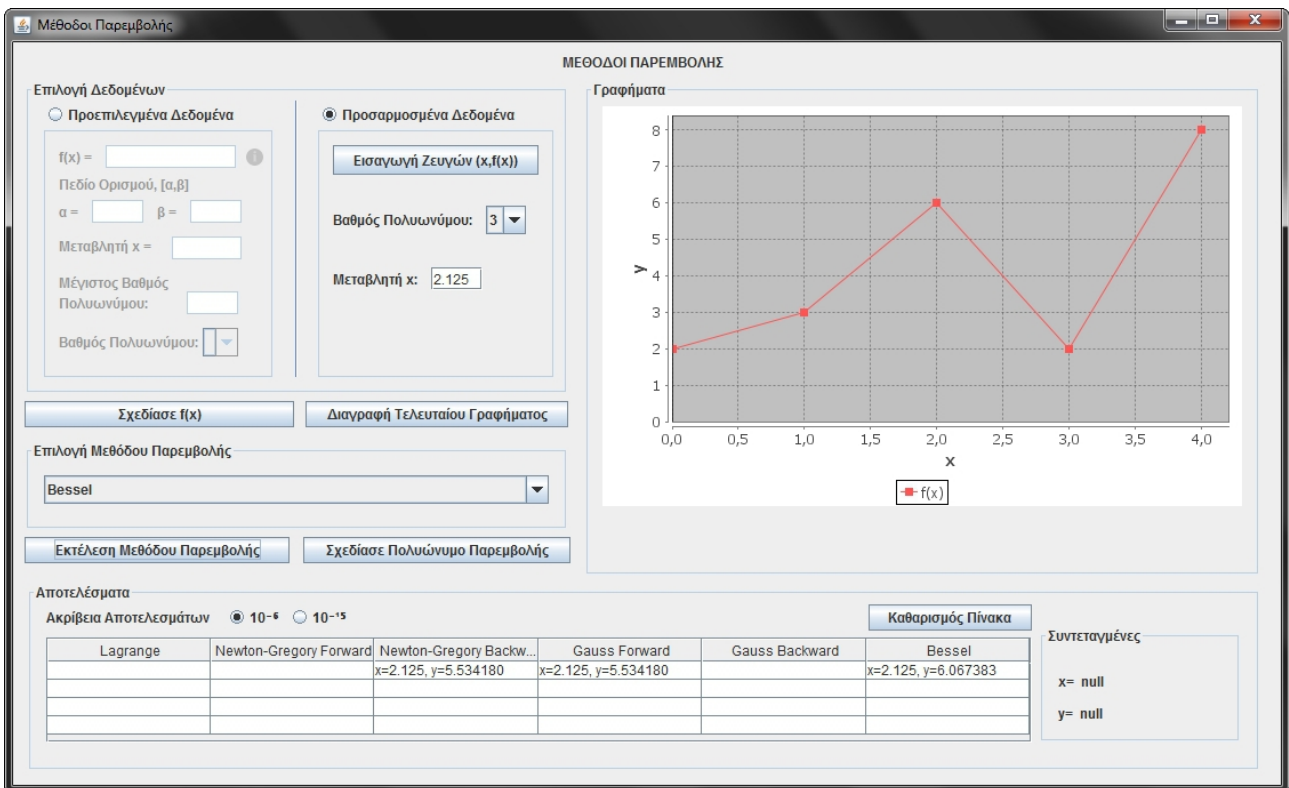 Μέθοδοι Παρεμβολής
ΜΕΘΟΔΟΙ ΠΑΡΕΜΒΟΛΗΣ
Επιλογή Δεδομένων
Προεπιλεγμένα Δεδομένα
f(x) =
Πεδίο Ορισμού, [α,β]
α =
β =
Μεταβλητή x =
Μέγιστος Βαθμός
Πολυωνύμου:
Βαθμός Πολυωνύμου:
Προσαρμοσμένα Δεδομένα
Εισαγωγή Ζευγών (x,f(x))
Βαθμός Πολυωνύμου: 3
Μεταβλητή x: 2.125
Σχεδίασε f(x)
Διαγραφή Τελευταίου Γραφήματος
Επιλογή Μεθόδου Παρεμβολής
Bessel
Εκτέλεση Μεθόδου Παρεμβολής
Σχεδίασε Πολυώνυμο Παρεμβολής
Γραφήματα
8
7
6
5
4
3
2
1
0
y
0,0 0,5 1,0 1,5 2,0 2,5 3,0 3,5 4,0
x
f(x)
Αποτελέσματα
Ακρίβεια Αποτελεσμάτων 10⁻⁶ 10⁻¹⁵
Καθαρισμός Πίνακα
Lagrange Newton-Gregory Forward Newton-Gregory Backw... Gauss Forward Gauss Backward Bessel
x=2.125, y=5.534180 x=2.125, y=5.534180 x=2.125, y=6.067383
Συντεταγμένες
x= null
y= null